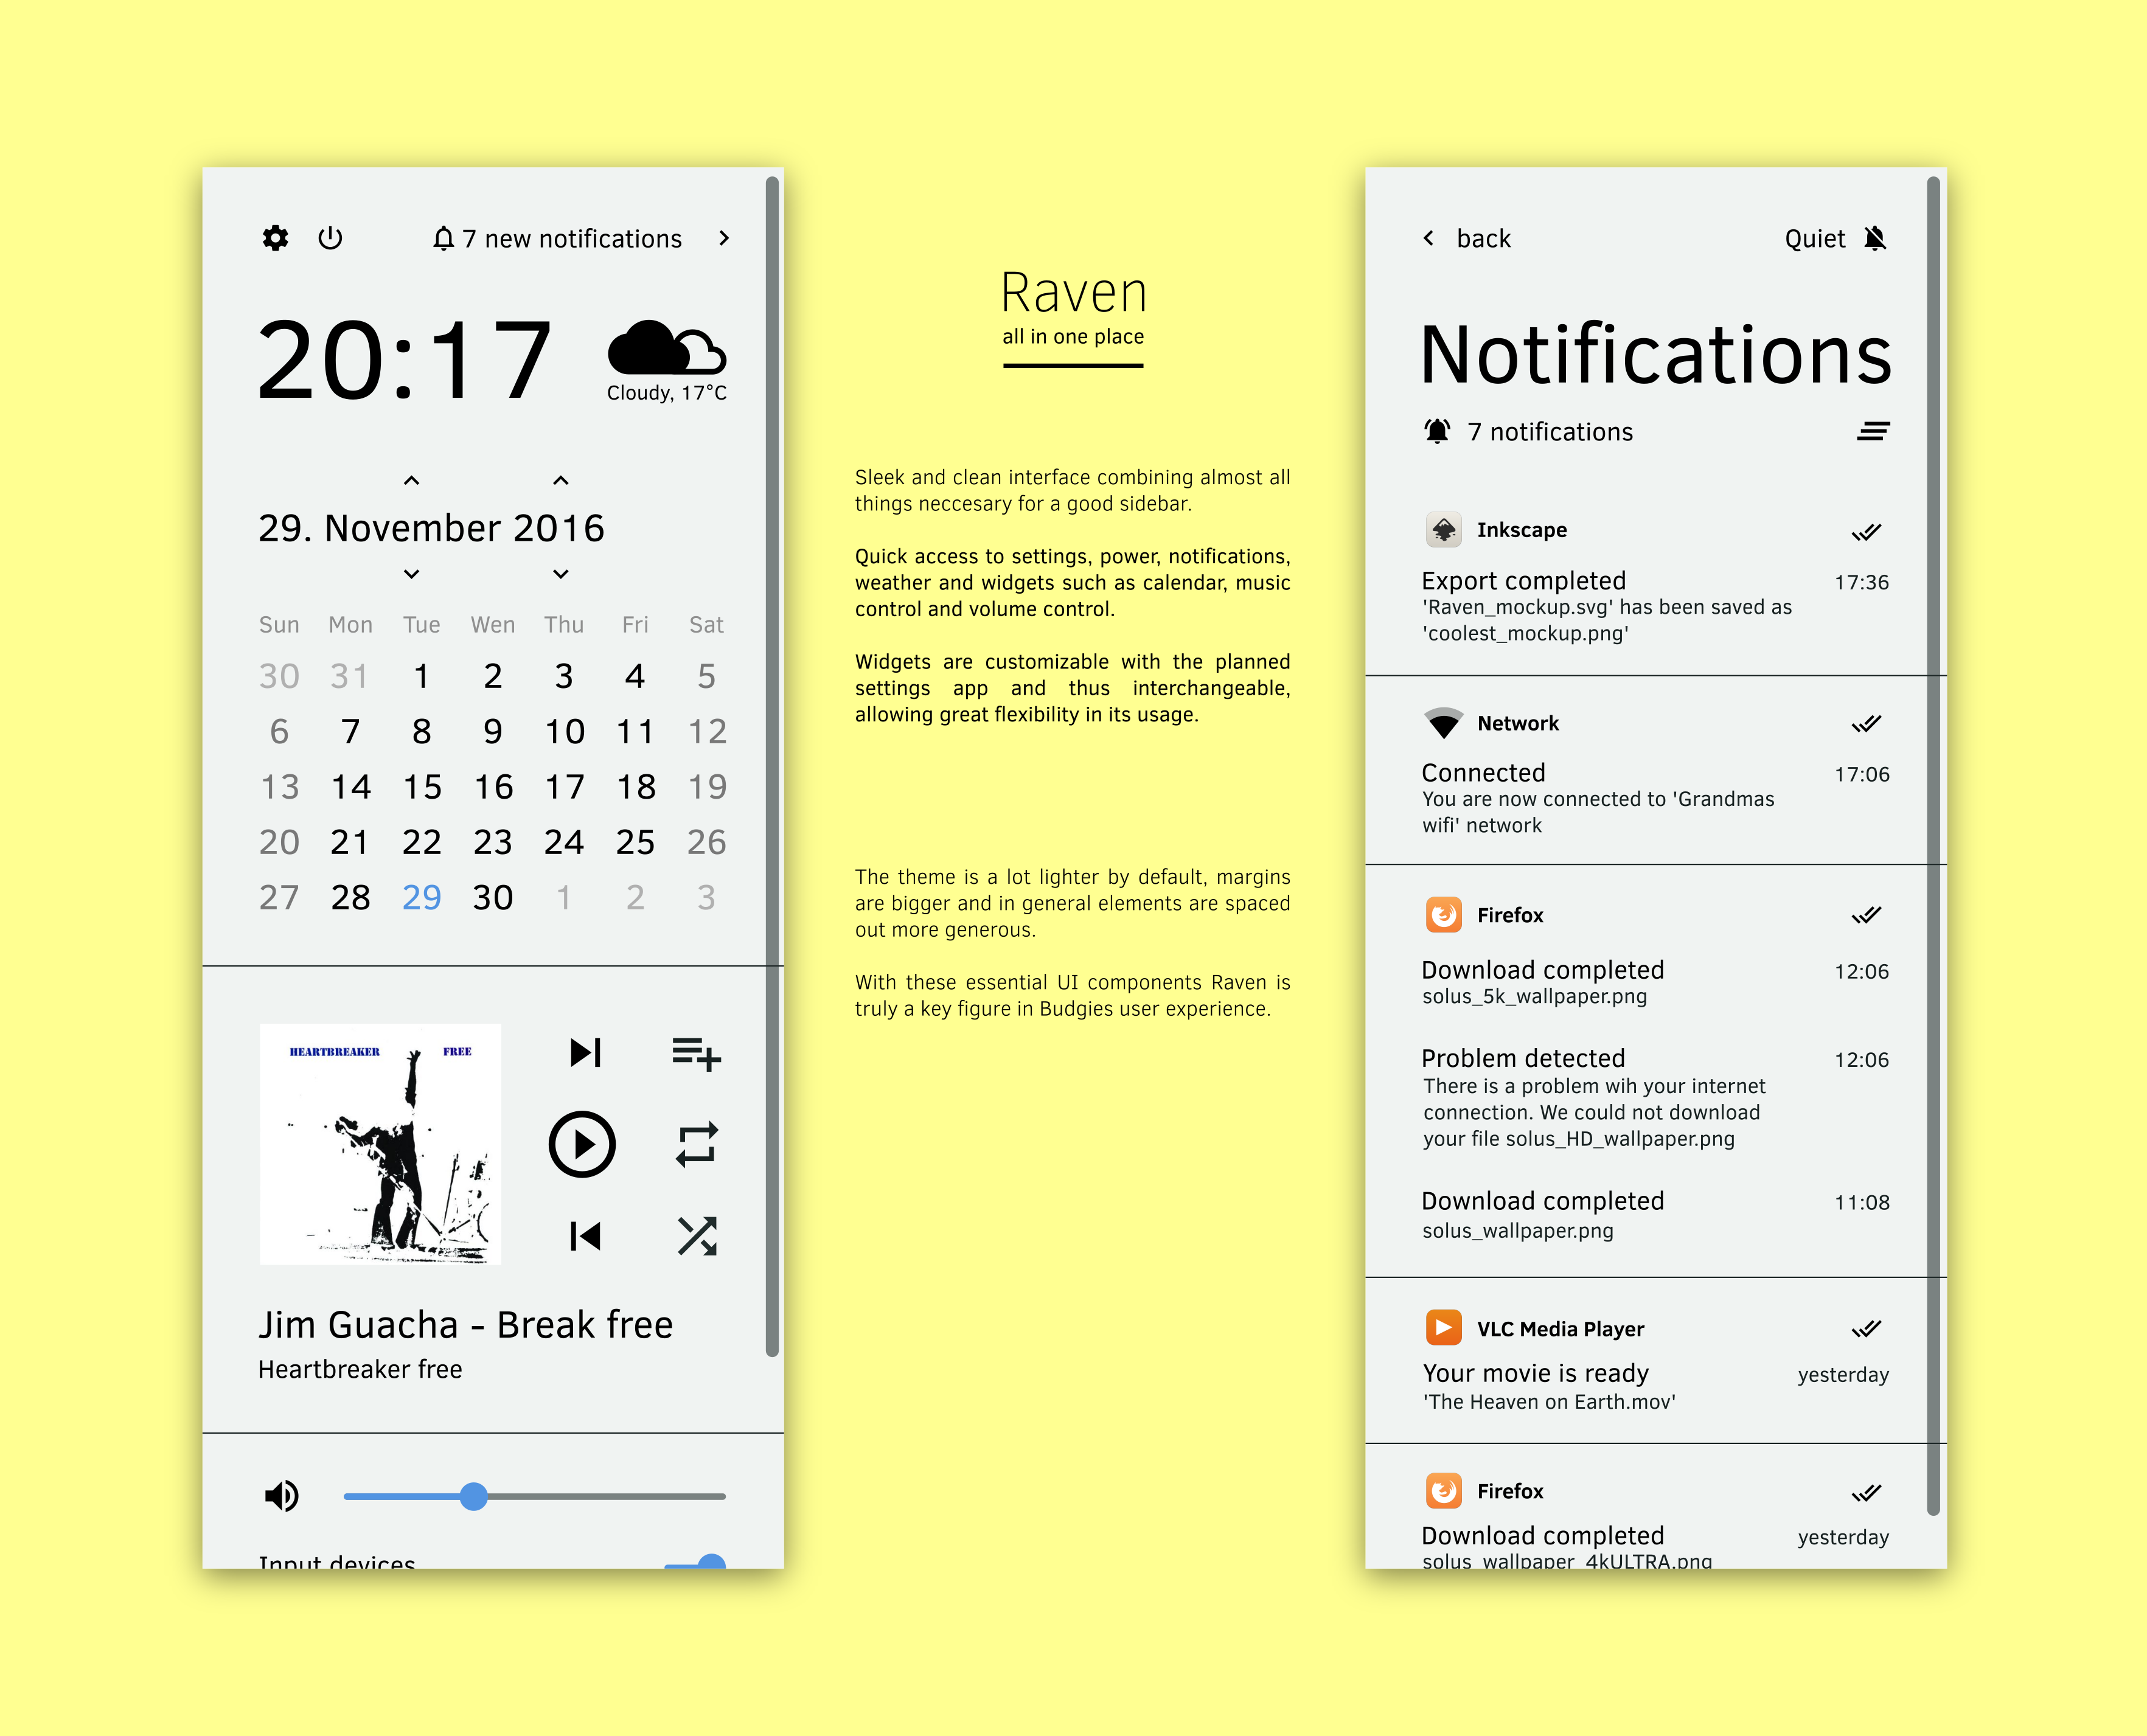 7 new notifications
20:17
Cloudy, 17°C
29. November 2016
Sun Mon Tue Wen Thu Fri Sat
30 31 1 2 3 4 5
6 7 8 9 10 11 12
13 14 15 16 17 18 19
20 21 22 23 24 25 26
27 28 29 30 1 2 3
HEARTBREAKER FREE
Jim Guacha - Break free
Heartbreaker free
Input devices
Raven
all in one place
Sleek and clean interface combining almost all
things neccesary for a good sidebar.
Quick access to settings, power, notifications,
weather and widgets such as calendar, music
control and volume control.
Widgets are customizable with the planned
settings app and thus interchangeable,
allowing great flexibility in its usage.
The theme is a lot lighter by default, margins
are bigger and in general elements are spaced
out more generous.
With these essential UI components Raven is
truly a key figure in Budgies user experience.
back Quiet
Notifications
7 notifications
Inkscape
Export completed 17:36
'Raven_mockup.svg' has been saved as
'coolest_mockup.png'
Network
Connected 17:06
You are now connected to 'Grandmas
wifi' network
Firefox
Download completed 12:06
solus_5k_wallpaper.png
Problem detected 12:06
There is a problem wih your internet
connection. We could not download
your file solus_HD_wallpaper.png
Download completed 11:08
solus_wallpaper.png
VLC Media Player
Your movie is ready yesterday
'The Heaven on Earth.mov'
Firefox
Download completed yesterday
solus_wallpaper_4kULTRA.png